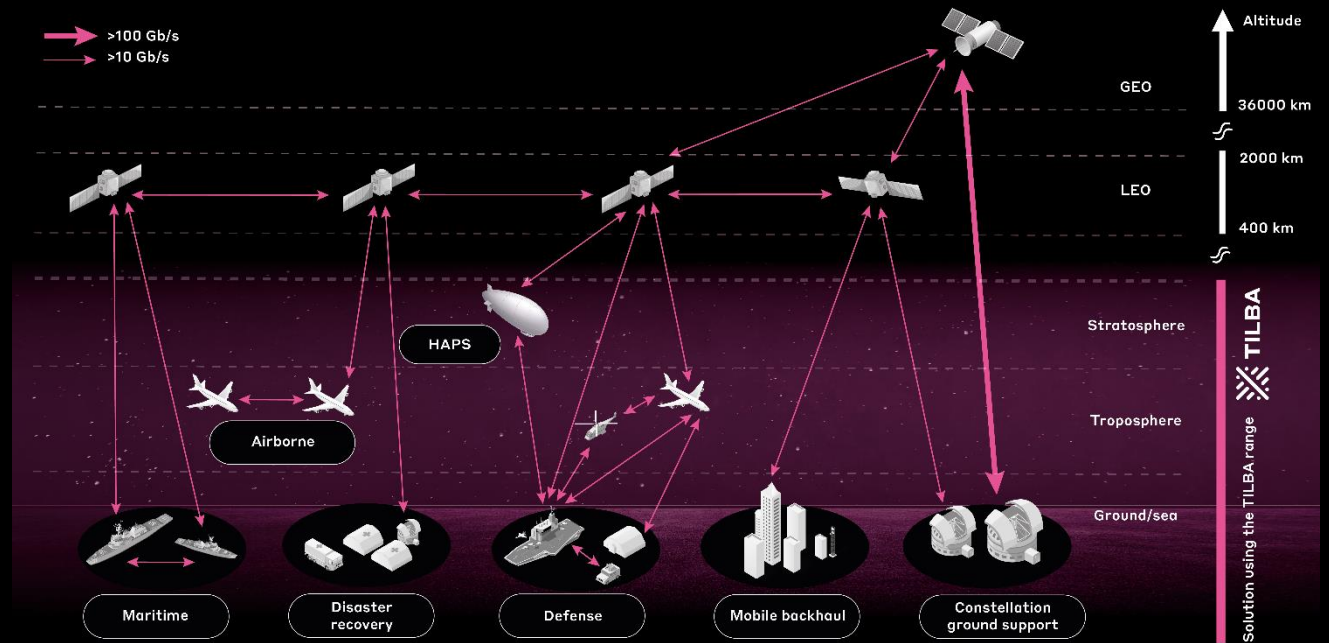 >100 Gb/s
>10 Gb/s
Altitude
GEO
36000 km
2000 km
LEO
400 km
Stratosphere
HAPS
Troposphere
Airborne
Ground/sea
Maritime
Disaster
recovery
Defense
Mobile backhaul
Constellation
ground support
TILBA
Solution using the TILBA range